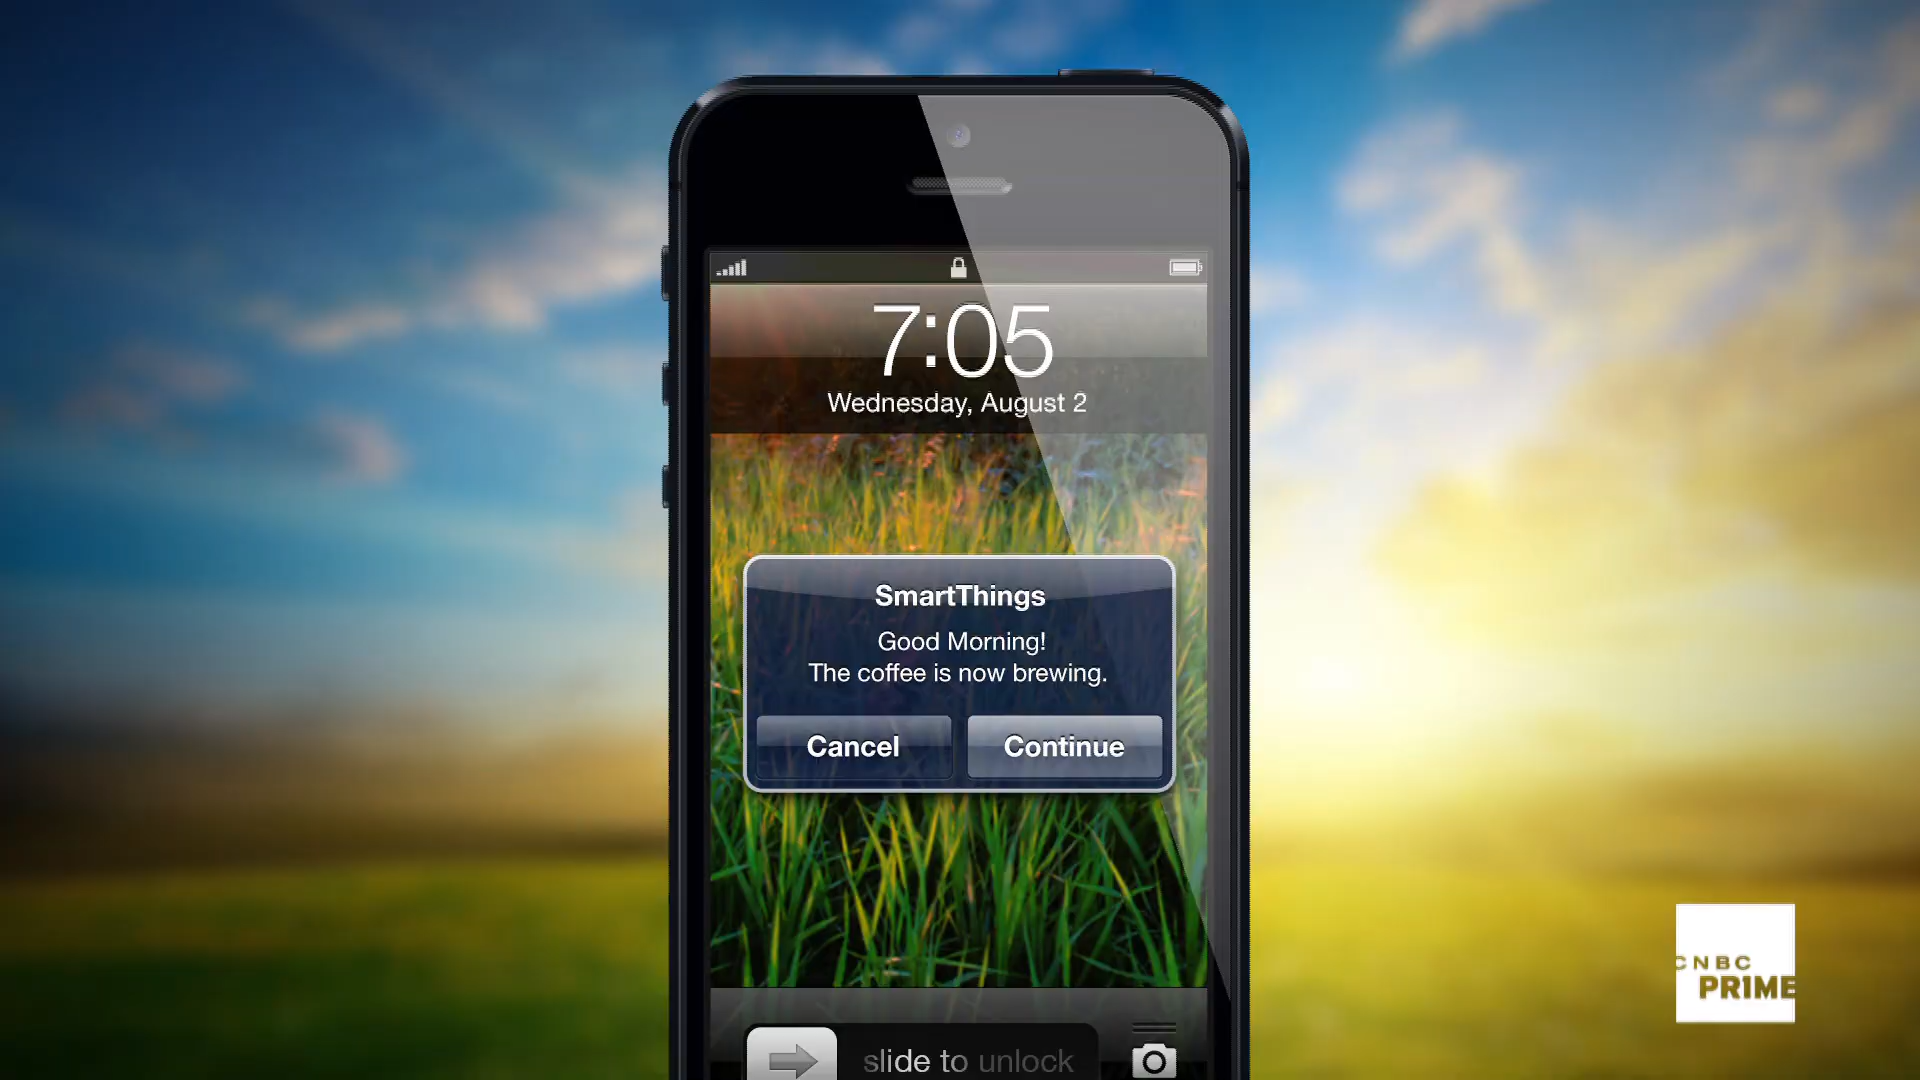 7:05
Wednesday, August 2
SmartThings
Good Morning!
The coffee is now brewing.
Cancel
Continue
slide to unlock
CNBC
PRIME